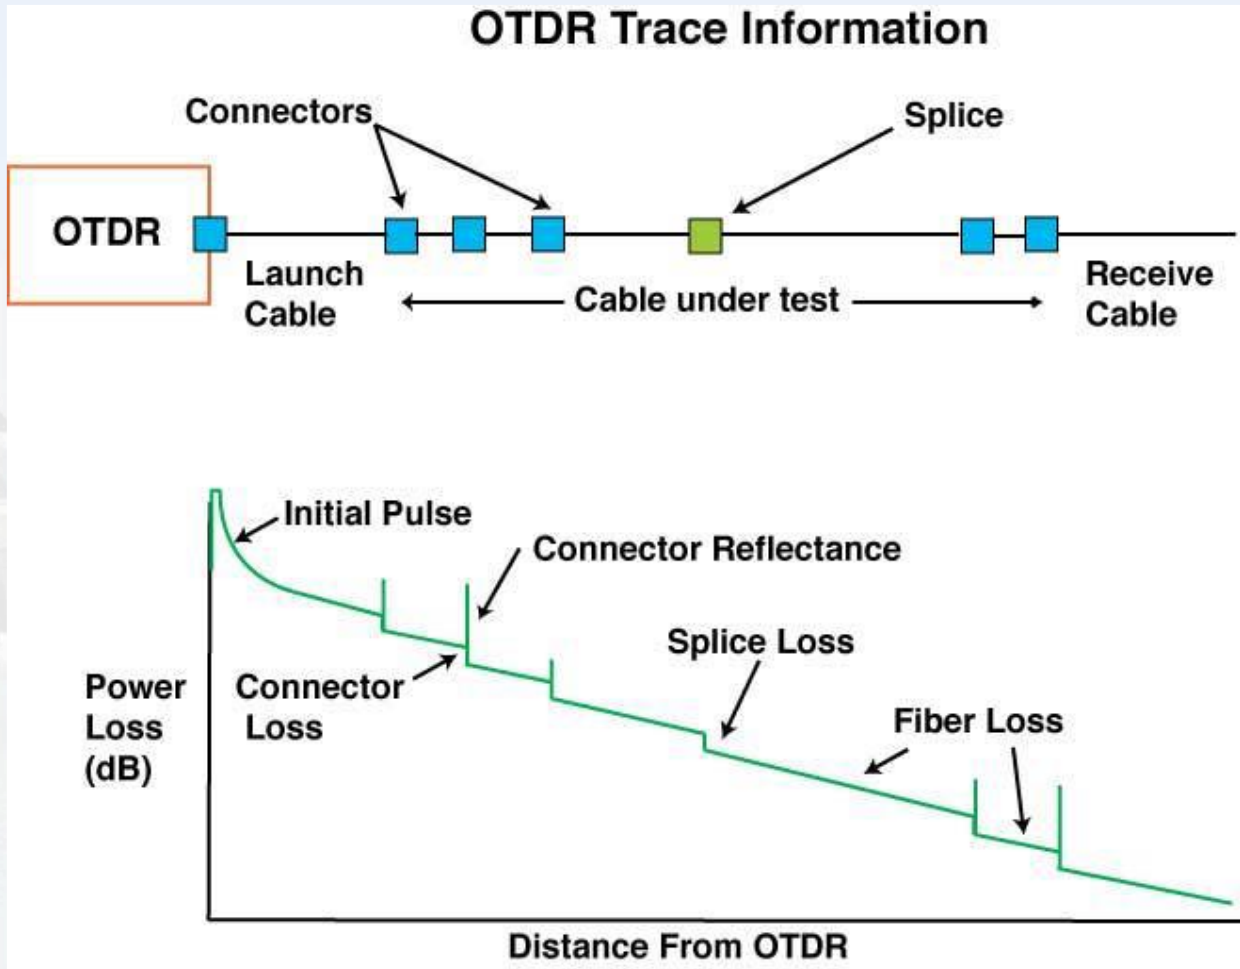 OTDR Trace Information
Connectors
Splice
OTDR
Launch
Cable
Cable under test
Receive
Cable
Initial Pulse
Connector Reflectance
Splice Loss
Power
Loss
(dB)
Connector
Loss
Fiber Loss
Distance From OTDR